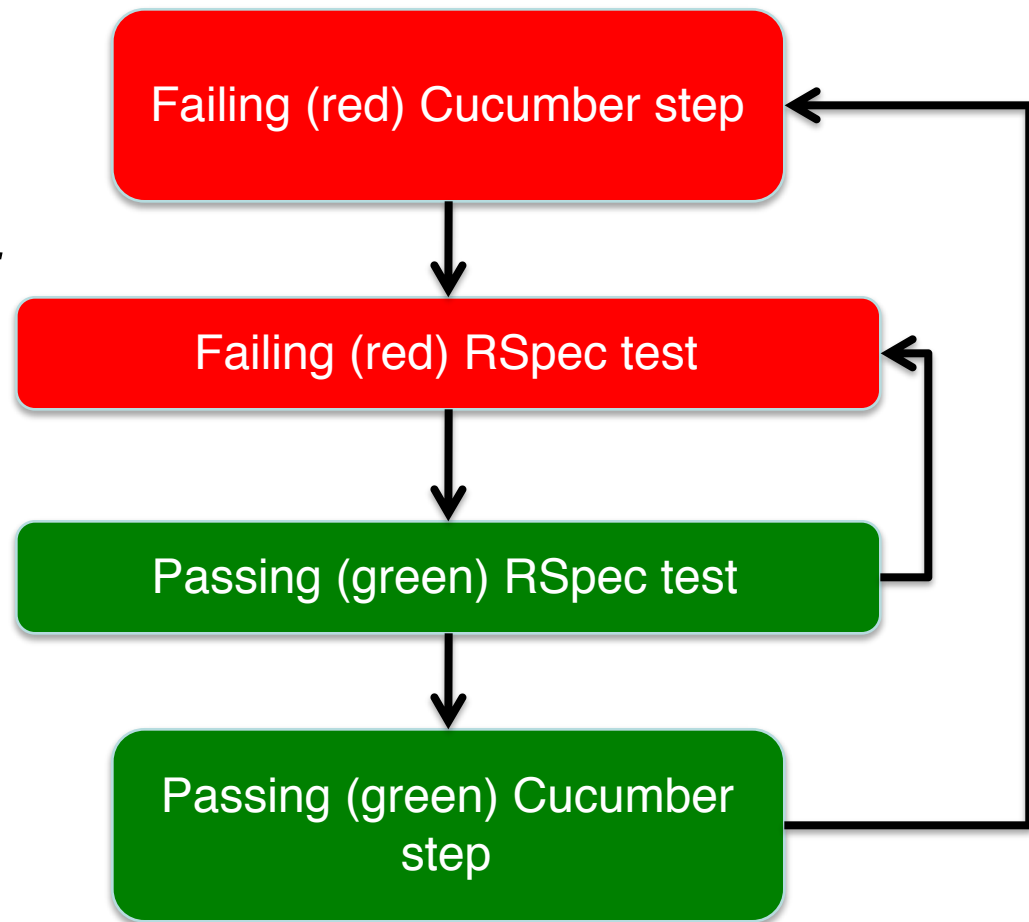 Failing (red) Cucumber step
Failing (red) RSpec test
Passing (green) RSpec test
Passing (green) Cucumber
step